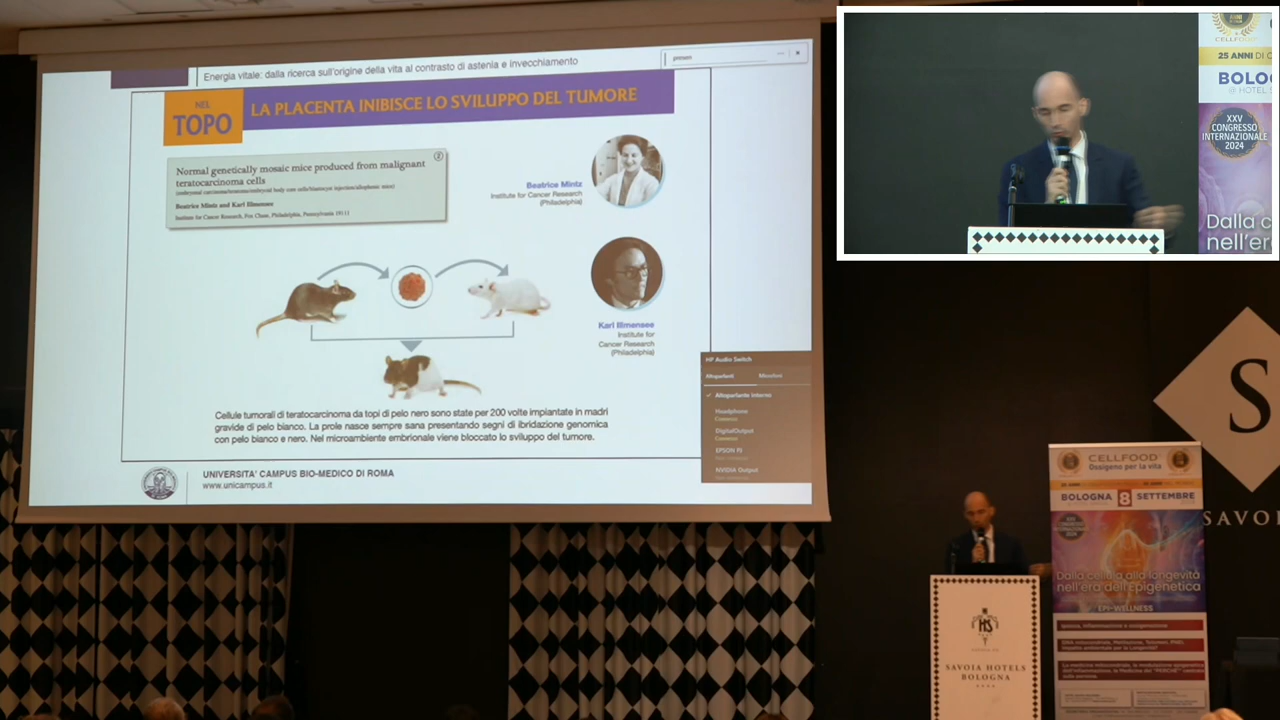 Energia vitale: dalla ricerca sull'origine della vita al contrasto di astenia e invecchiamento
NEL
TOPO
LA PLACENTA INIBISCE LO SVILUPPO DEL TUMORE
Normal genetically mosaic mice produced from malignant
teratocarcinoma cells
Beatrice Mintz and Karl Illmensee
Institute for Cancer Research, Fox Chase, Philadelphia, Pennsylvania 19111
Beatrice Mintz
Institute for Cancer Research
(Philadelphia)
Karl Illmensee
Institute for
Cancer Research
(Philadelphia)
Cellule tumorali di teratocarcinoma da topi di pelo nero sono state per 200 volte impiantate in madri
gravide di pelo bianco. La prole nasce sempre sana presentando segni di ibridazione genomica
con pelo bianco e nero. Nel microambiente embrionale viene bloccato lo sviluppo del tumore.
UNIVERSITA' CAMPUS BIO-MEDICO DI ROMA
www.unicampus.it
HP Audio Switch
Altoparlanti Microfoni
Altoparlante interno
Headphone
DigitalOutput
EPSON PJ
NVIDIA Output
CELLFOOD
25 ANNI DI
BOLO
@ HOTEL S
XXV
CONGRESSO
INTERNAZIONALE
2024
Dalla c
nell'er
S
SAVO
HS
SAVOIA HOTELS
BOLOGNA
CELLFOOD
Ossigeno per la vita
BOLOGNA 8 SETTEMBRE
Dalla cellula alla longevità
nell'era dell'Epigenetica
EPI-WELLNESS